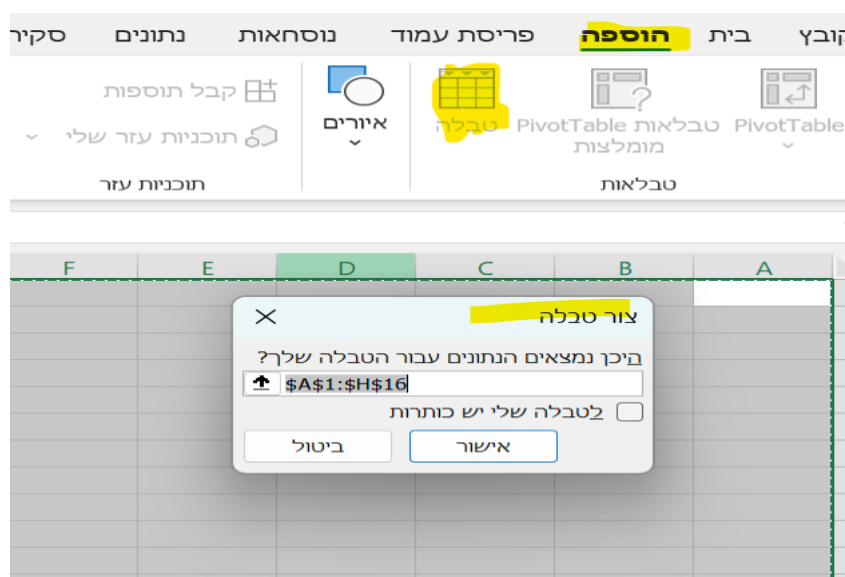 קובץ בית הוספה פריסת עמוד נוסחאות נתונים סקיר
PivotTable
טבלאות PivotTable מומלצות
טבלה
איורים
קבל תוספות
תוכניות עזר שלי
טבלאות
תוכניות עזר
A B C D E F
צור טבלה
היכן נמצאים הנתונים עבור הטבלה שלך?
$A$1:$H$16
לטבלה שלי יש כותרות
אישור
ביטול